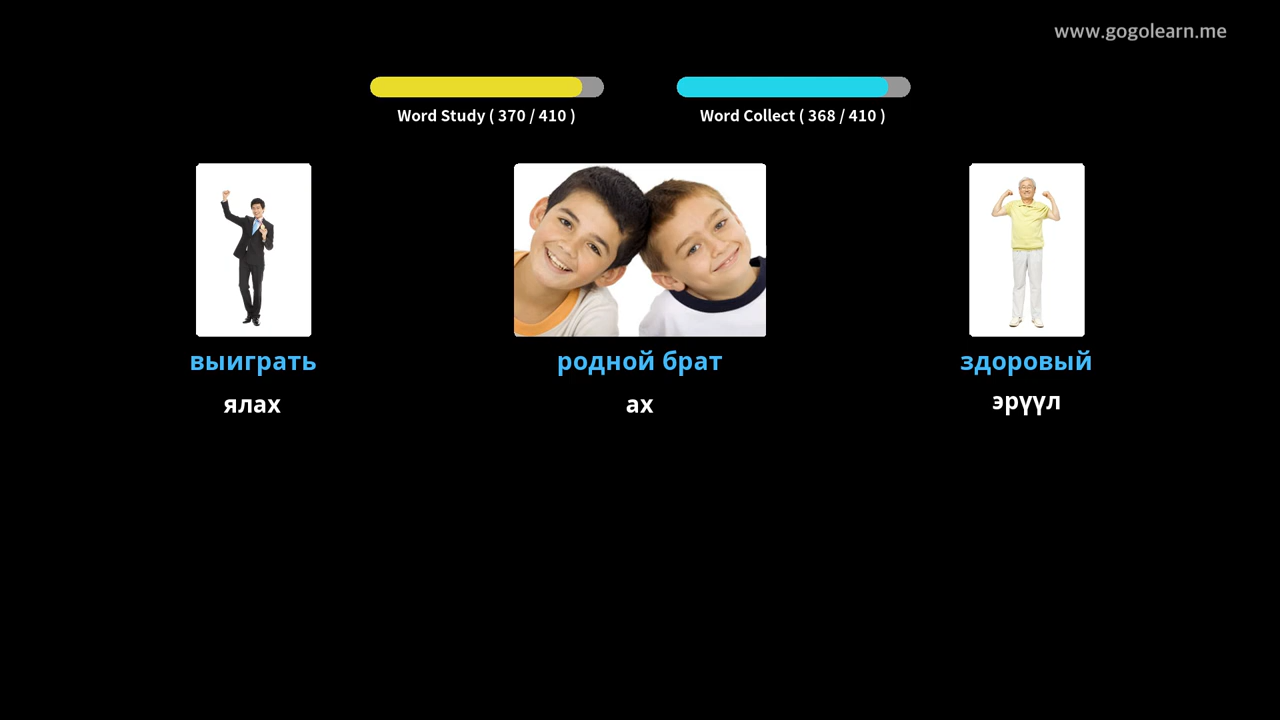 www.gogolearn.me
Word Study ( 370 / 410 )
Word Collect ( 368 / 410 )
выиграть
родной брат
здоровый
ялах
ах
эрүүл